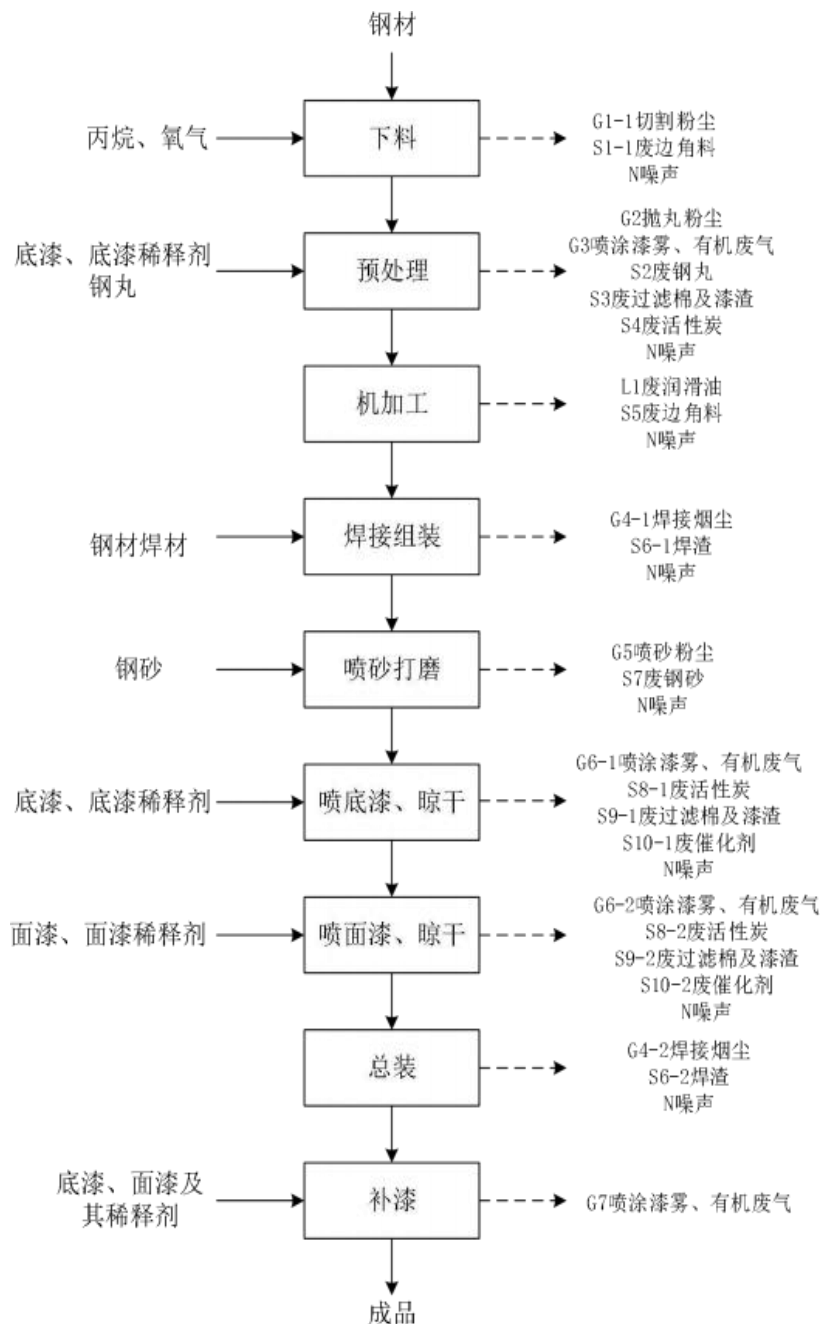 钢材
丙烷、氧气
下料
G1-1切割粉尘
S1-1废边角料
N噪声
底漆、底漆稀释剂
钢丸
预处理
G2抛丸粉尘
G3喷涂漆雾、有机废气
S2废钢丸
S3废过滤棉及漆渣
S4废活性炭
N噪声
机加工
L1废润滑油
S5废边角料
N噪声
钢材焊材
焊接组装
G4-1焊接烟尘
S6-1焊渣
N噪声
钢砂
喷砂打磨
G5喷砂粉尘
S7废钢砂
N噪声
底漆、底漆稀释剂
喷底漆、晾干
G6-1喷涂漆雾、有机废气
S8-1废活性炭
S9-1废过滤棉及漆渣
S10-1废催化剂
N噪声
面漆、面漆稀释剂
喷面漆、晾干
G6-2喷涂漆雾、有机废气
S8-2废活性炭
S9-2废过滤棉及漆渣
S10-2废催化剂
N噪声
总装
G4-2焊接烟尘
S6-2焊渣
N噪声
底漆、面漆及
其稀释剂
补漆
G7喷涂漆雾、有机废气
成品